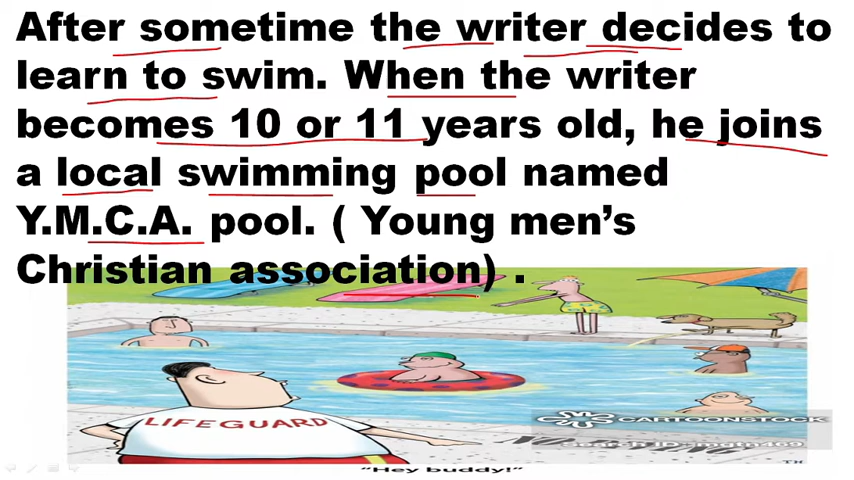 After sometime the writer decides to
learn to swim. When the writer
becomes 10 or 11 years old, he joins
a local swimming pool named
Y.M.C.A. pool. ( Young men’s
Christian association) .
LIFEGUARD
CARTOONSTOCK
"Hey buddy!"
TM